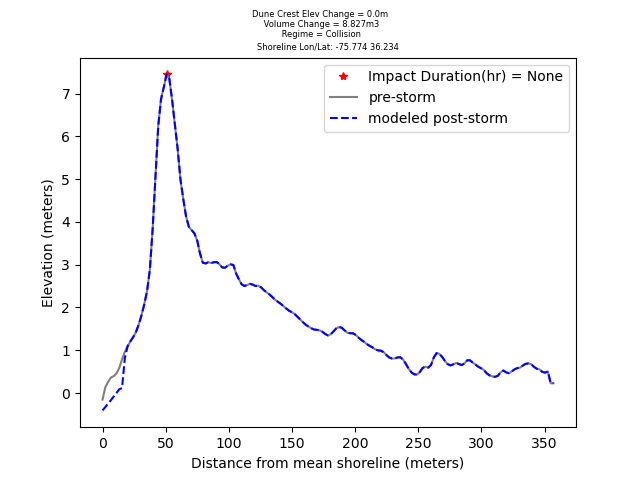 Dune Crest Elev Change = 0.0m
Volume Change = 8.827m3
Regime = Collision
Shoreline Lon/Lat: -75.774 36.234
Impact Duration(hr) = None
pre-storm
modeled post-storm
7
6
5
4
3
2
1
0
Elevation (meters)
0 50 100 150 200 250 300 350
Distance from mean shoreline (meters)